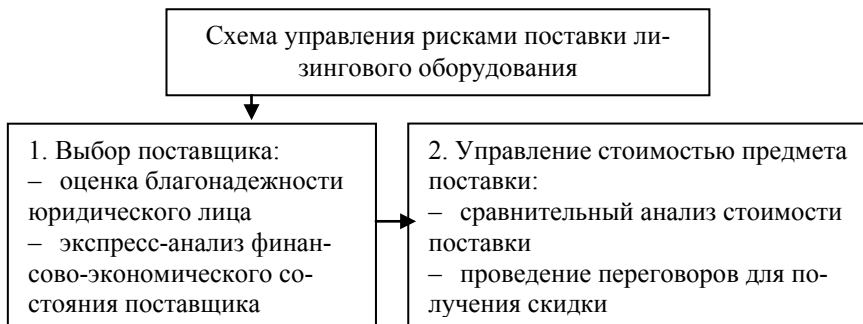 Схема управления рисками поставки ли-
зингового оборудования
1. Выбор поставщика:
– оценка благонадежности
юридического лица
– экспресс-анализ финан-
сово-экономического со-
стояния поставщика
2. Управление стоимостью предмета
поставки:
– сравнительный анализ стоимости
поставки
– проведение переговоров для по-
лучения скидки